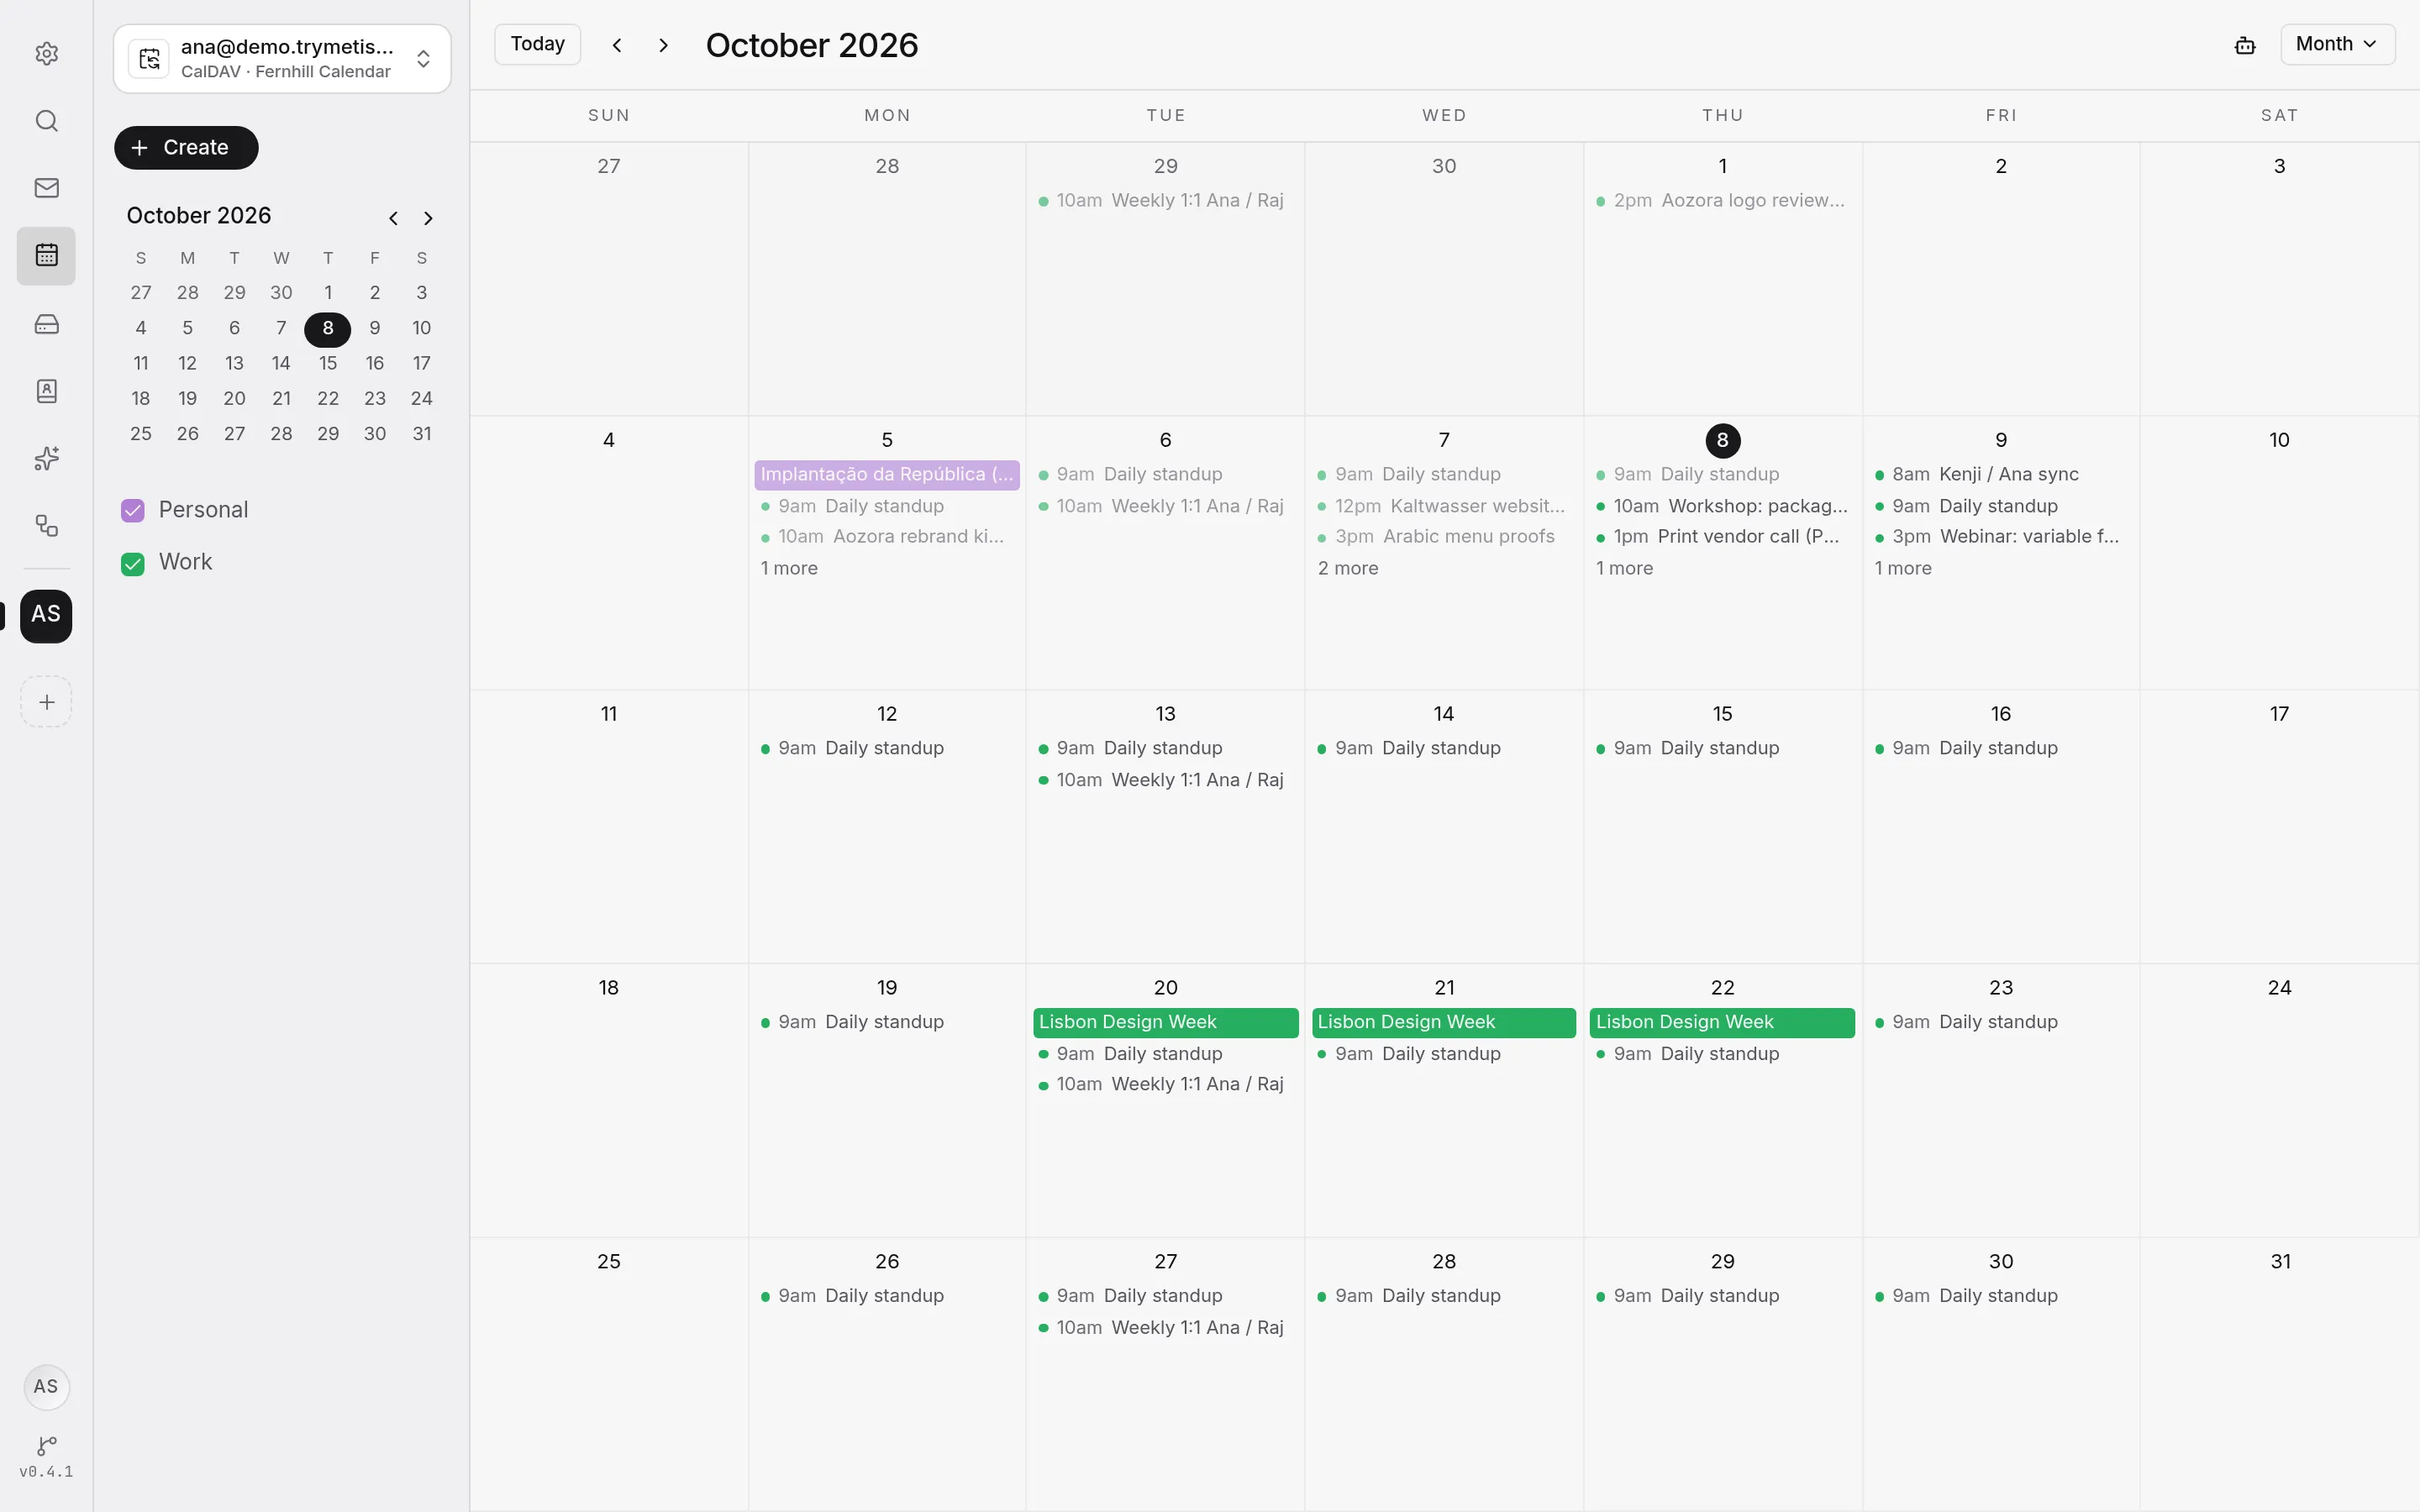 ana@demo.trymetis...
CalDAV · Fernhill Calendar
Create
October 2026
S M T W T F S
27 28 29 30 1 2 3
4 5 6 7 8 9 10
11 12 13 14 15 16 17
18 19 20 21 22 23 24
25 26 27 28 29 30 31
Personal
Work
AS
AS
v0.4.1
Today
October 2026
Month
SUN MON TUE WED THU FRI SAT
27 28 29 30 1 2 3
10am Weekly 1:1 Ana / Raj
2pm Aozora logo review...
4 5 6 7 8 9 10
Implantação da República (...
9am Daily standup
10am Aozora rebrand ki...
1 more
9am Daily standup
10am Weekly 1:1 Ana / Raj
9am Daily standup
12pm Kaltwasser websit...
3pm Arabic menu proofs
2 more
9am Daily standup
10am Workshop: packag...
1pm Print vendor call (P...
1 more
8am Kenji / Ana sync
9am Daily standup
3pm Webinar: variable f...
1 more
11 12 13 14 15 16 17
9am Daily standup
9am Daily standup
10am Weekly 1:1 Ana / Raj
9am Daily standup
9am Daily standup
9am Daily standup
18 19 20 21 22 23 24
9am Daily standup
Lisbon Design Week
9am Daily standup
10am Weekly 1:1 Ana / Raj
Lisbon Design Week
9am Daily standup
Lisbon Design Week
9am Daily standup
9am Daily standup
25 26 27 28 29 30 31
9am Daily standup
9am Daily standup
10am Weekly 1:1 Ana / Raj
9am Daily standup
9am Daily standup
9am Daily standup